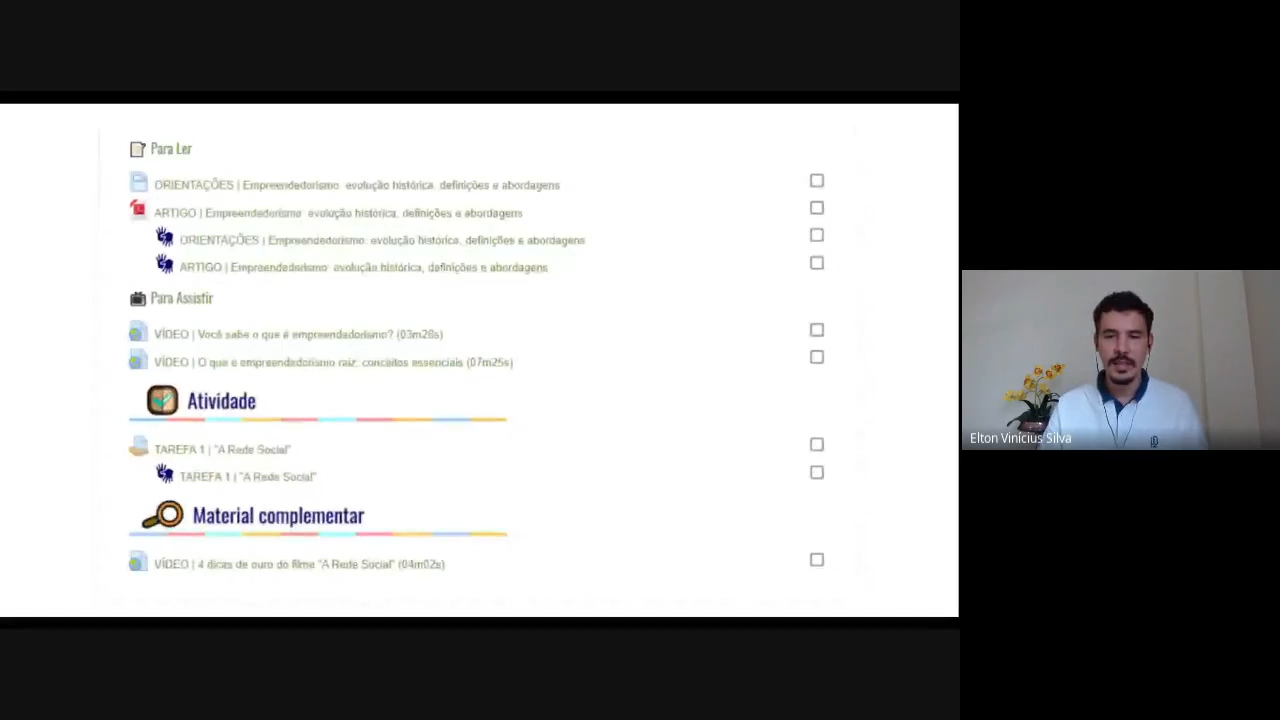 Para Ler
ORIENTAÇÕES | Empreendedorismo: evolução histórica, definições e abordagens
ARTIGO | Empreendedorismo: evolução histórica, definições e abordagens
ORIENTAÇÕES | Empreendedorismo: evolução histórica, definições e abordagens
ARTIGO | Empreendedorismo: evolução histórica, definições e abordagens
Para Assistir
VÍDEO | Você sabe o que é empreendedorismo? (03m28s)
VÍDEO | O que é empreendedorismo raiz: conceitos essenciais (07m25s)
Atividade
TAREFA 1 | "A Rede Social"
TAREFA 1 | "A Rede Social"
Material complementar
VÍDEO | 4 dicas de ouro do filme "A Rede Social" (04m02s)
Elton Vinícius Silva